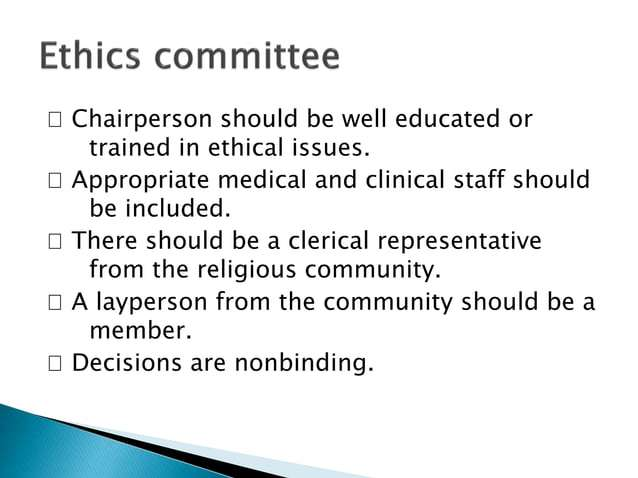 Ethics committee
□ Chairperson should be well educated or
trained in ethical issues.
□ Appropriate medical and clinical staff should
be included.
□ There should be a clerical representative
from the religious community.
□ A layperson from the community should be a
member.
□ Decisions are nonbinding.